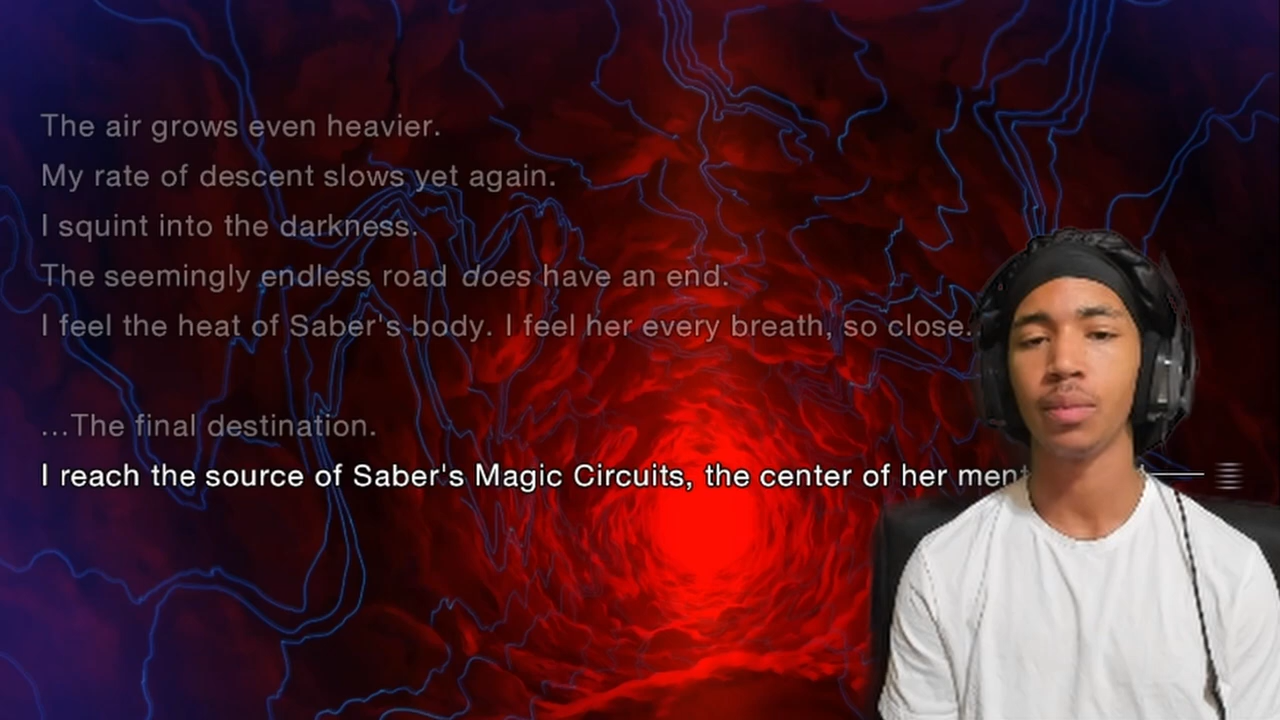 The air grows even heavier.
My rate of descent slows yet again.
I squint into the darkness.
The seemingly endless road does have an end.
I feel the heat of Saber's body. I feel her every breath, so close.
...The final destination.
I reach the source of Saber's Magic Circuits, the center of her